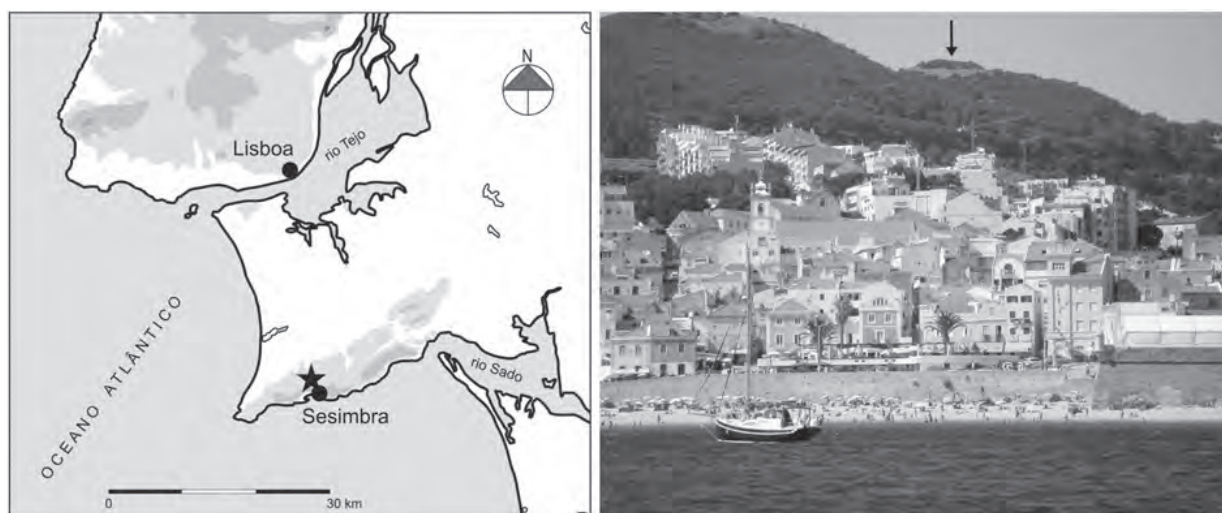 N
Lisboa
rio Tejo
OCEANO ATLÂNTICO
rio Sado
Sesimbra
0 30 km